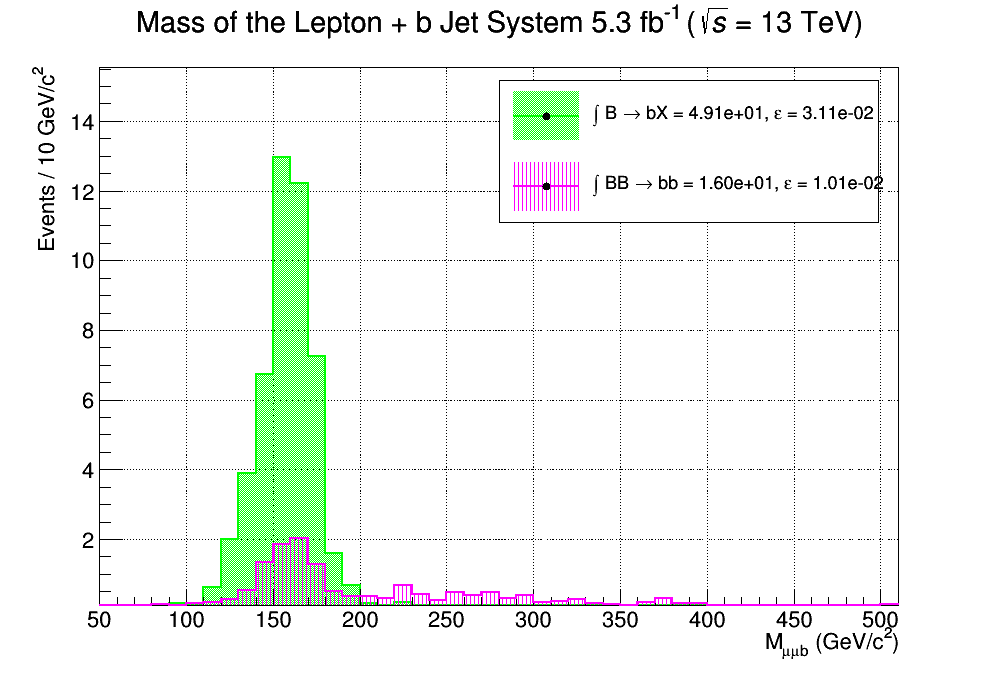 Mass of the Lepton + b Jet System 5.3 fb⁻¹ (√s = 13 TeV)
Events / 10 GeV/c²
14
12
10
8
6
4
2
∫ B → bX = 4.91e+01, ε = 3.11e-02
∫ BB → bb = 1.60e+01, ε = 1.01e-02
50 100 150 200 250 300 350 400 450 500
M_μμb (GeV/c²)